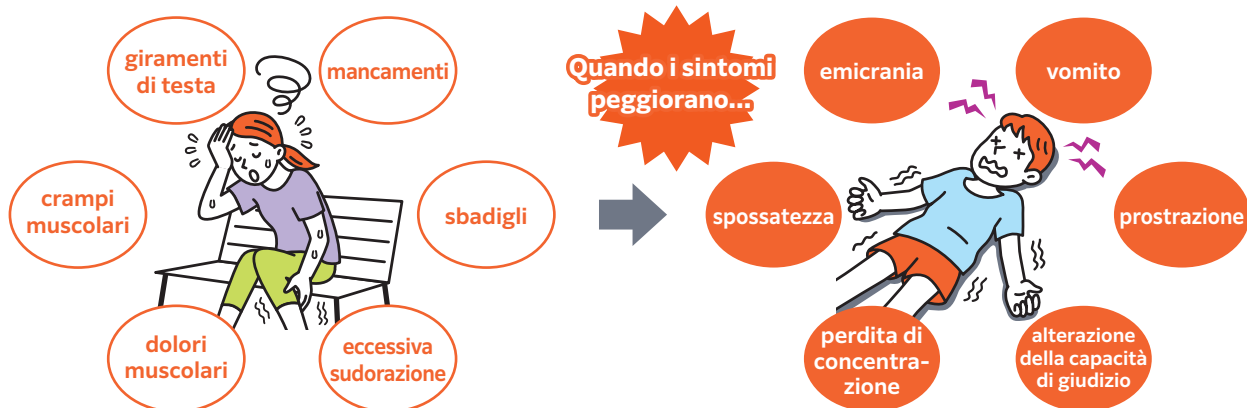 giramenti
di testa
mancamenti
crampi
muscolari
sbadigli
dolori
muscolari
eccessiva
sudorazione
Quando i sintomi
peggiorano...
emicrania
vomito
spossatezza
prostrazione
perdita di
concentra-
zione
alterazione
della capacità
di giudizio